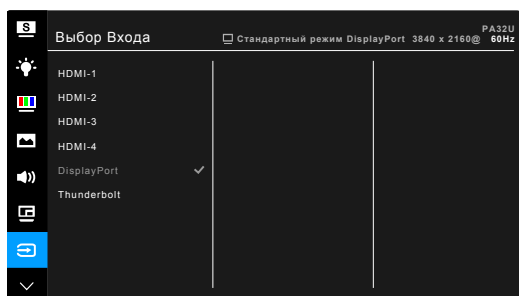 S
PA32U
Выбор Входа
Стандартный режим DisplayPort 3840 x 2160@ 60Hz
HDMI-1
HDMI-2
HDMI-3
HDMI-4
DisplayPort
Thunderbolt